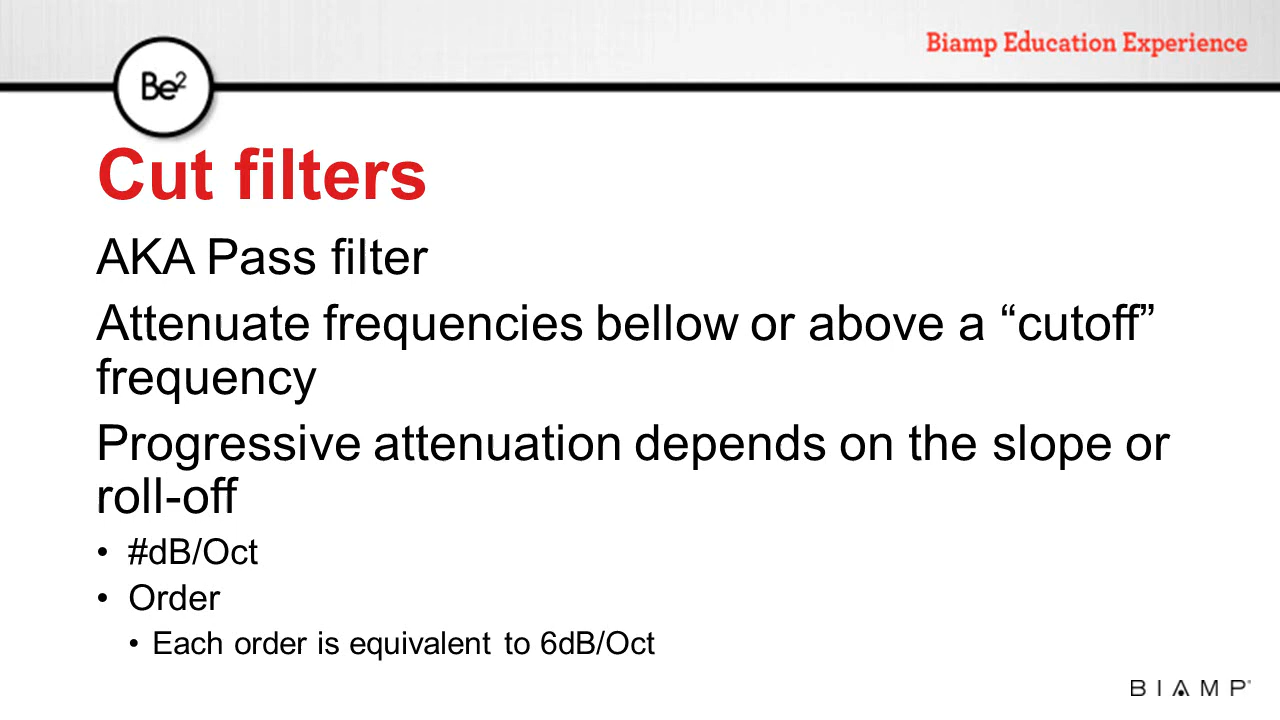 Biamp Education Experience
Be²
Cut filters
AKA Pass filter
Attenuate frequencies bellow or above a “cutoff”
frequency
Progressive attenuation depends on the slope or
roll-off
• #dB/Oct
• Order
• Each order is equivalent to 6dB/Oct
BIAMP